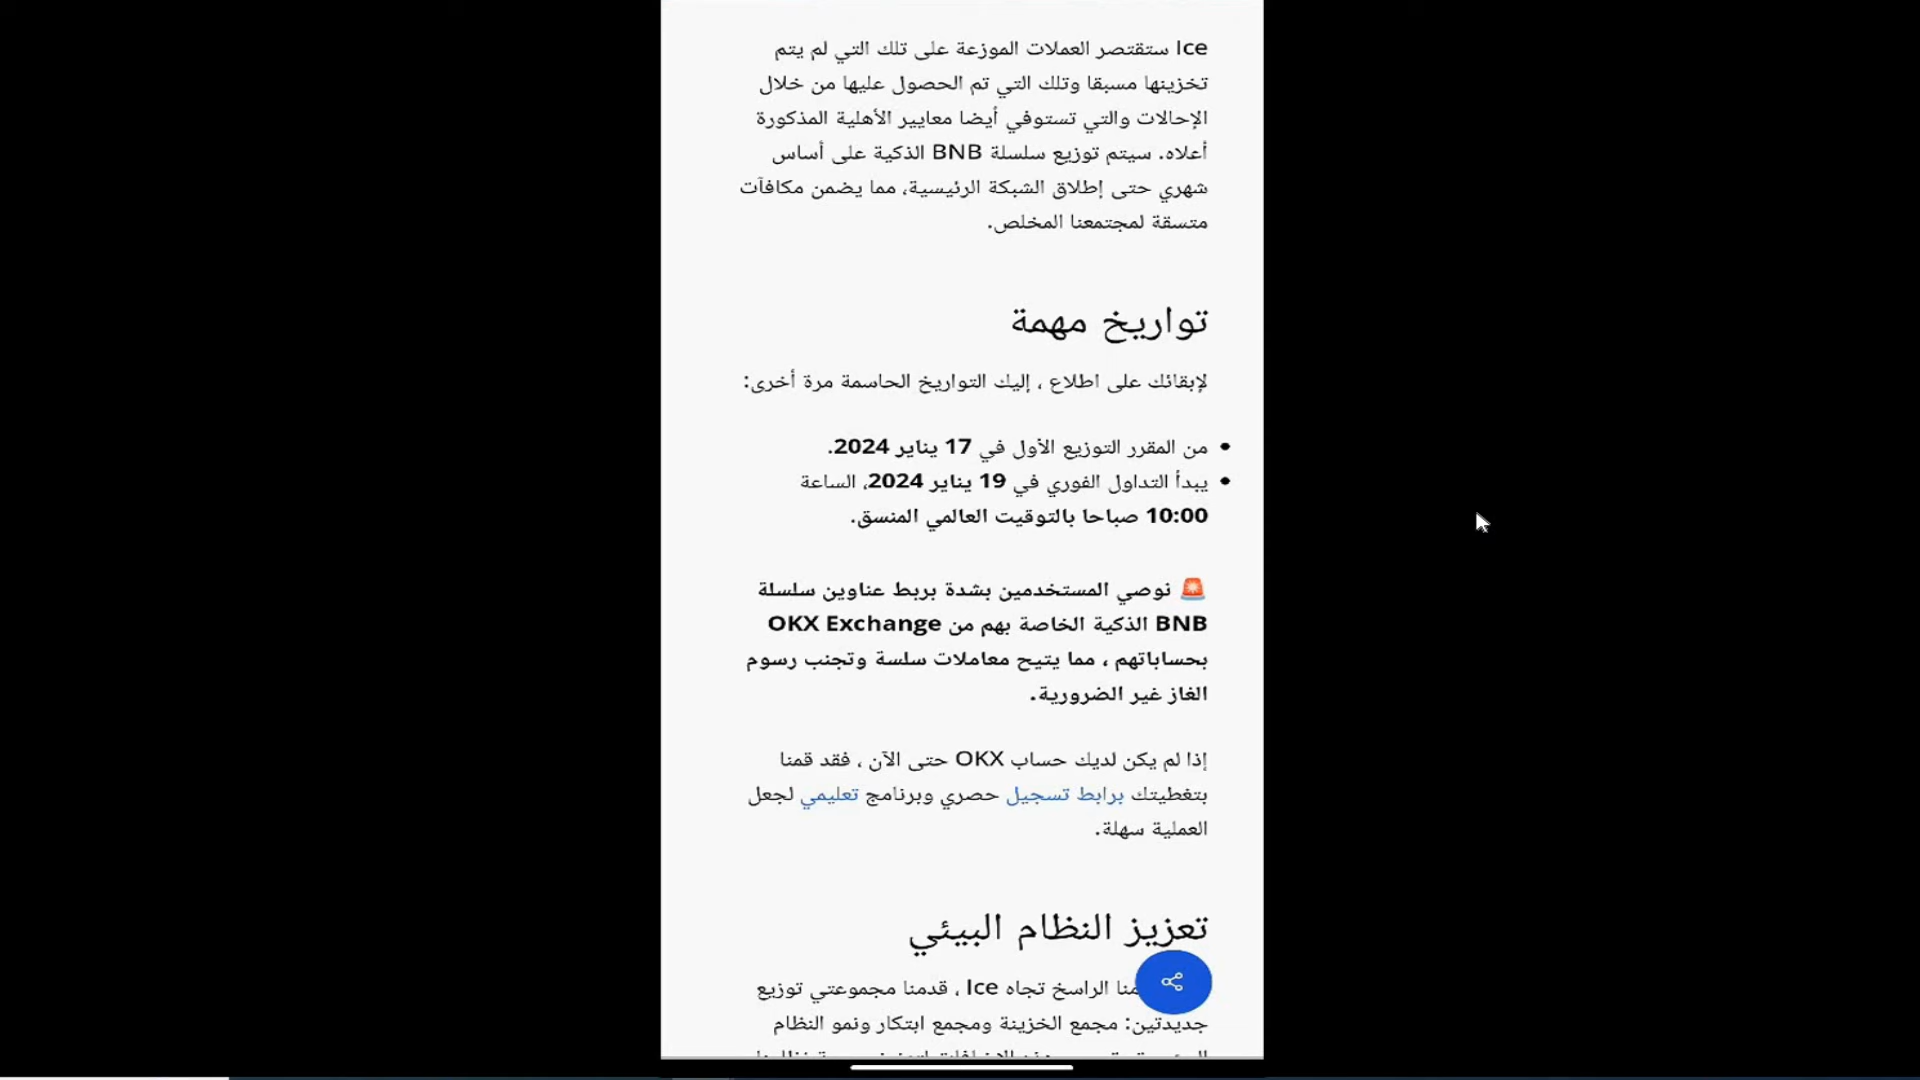 Ice ستقتصر العملات الموزعة على تلك التي لم يتم
تخزينها مسبقا وتلك التي تم الحصول عليها من خلال
الإحالات والتي تستوفي أيضا معايير الأهلية المذكورة
أعلاه. سيتم توزيع سلسلة BNB الذكية على أساس
شهري حتى إطلاق الشبكة الرئيسية، مما يضمن مكافآت
متسقة لمجتمعنا المخلص.
تواريخ مهمة
لإبقائك على اطلاع ، إليك التواريخ الحاسمة مرة أخرى:
• من المقرر التوزيع الأول في 17 يناير 2024.
• يبدأ التداول الفوري في 19 يناير 2024، الساعة
10:00 صباحا بالتوقيت العالمي المنسق.
🚨 نوصي المستخدمين بشدة بربط عناوين سلسلة
BNB الذكية الخاصة بهم من OKX Exchange
بحساباتهم ، مما يتيح معاملات سلسة وتجنب رسوم
الغاز غير الضرورية.
إذا لم يكن لديك حساب OKX حتى الآن ، فقد قمنا
بتغطيتك برابط تسجيل حصري وبرنامج تعليمي لجعل
العملية سهلة.
تعزيز النظام البيئي
الراسخ تجاه Ice ، قدمنا مجموعتي توزيع
جديدتين: مجمع الخزينة ومجمع ابتكار ونمو النظام